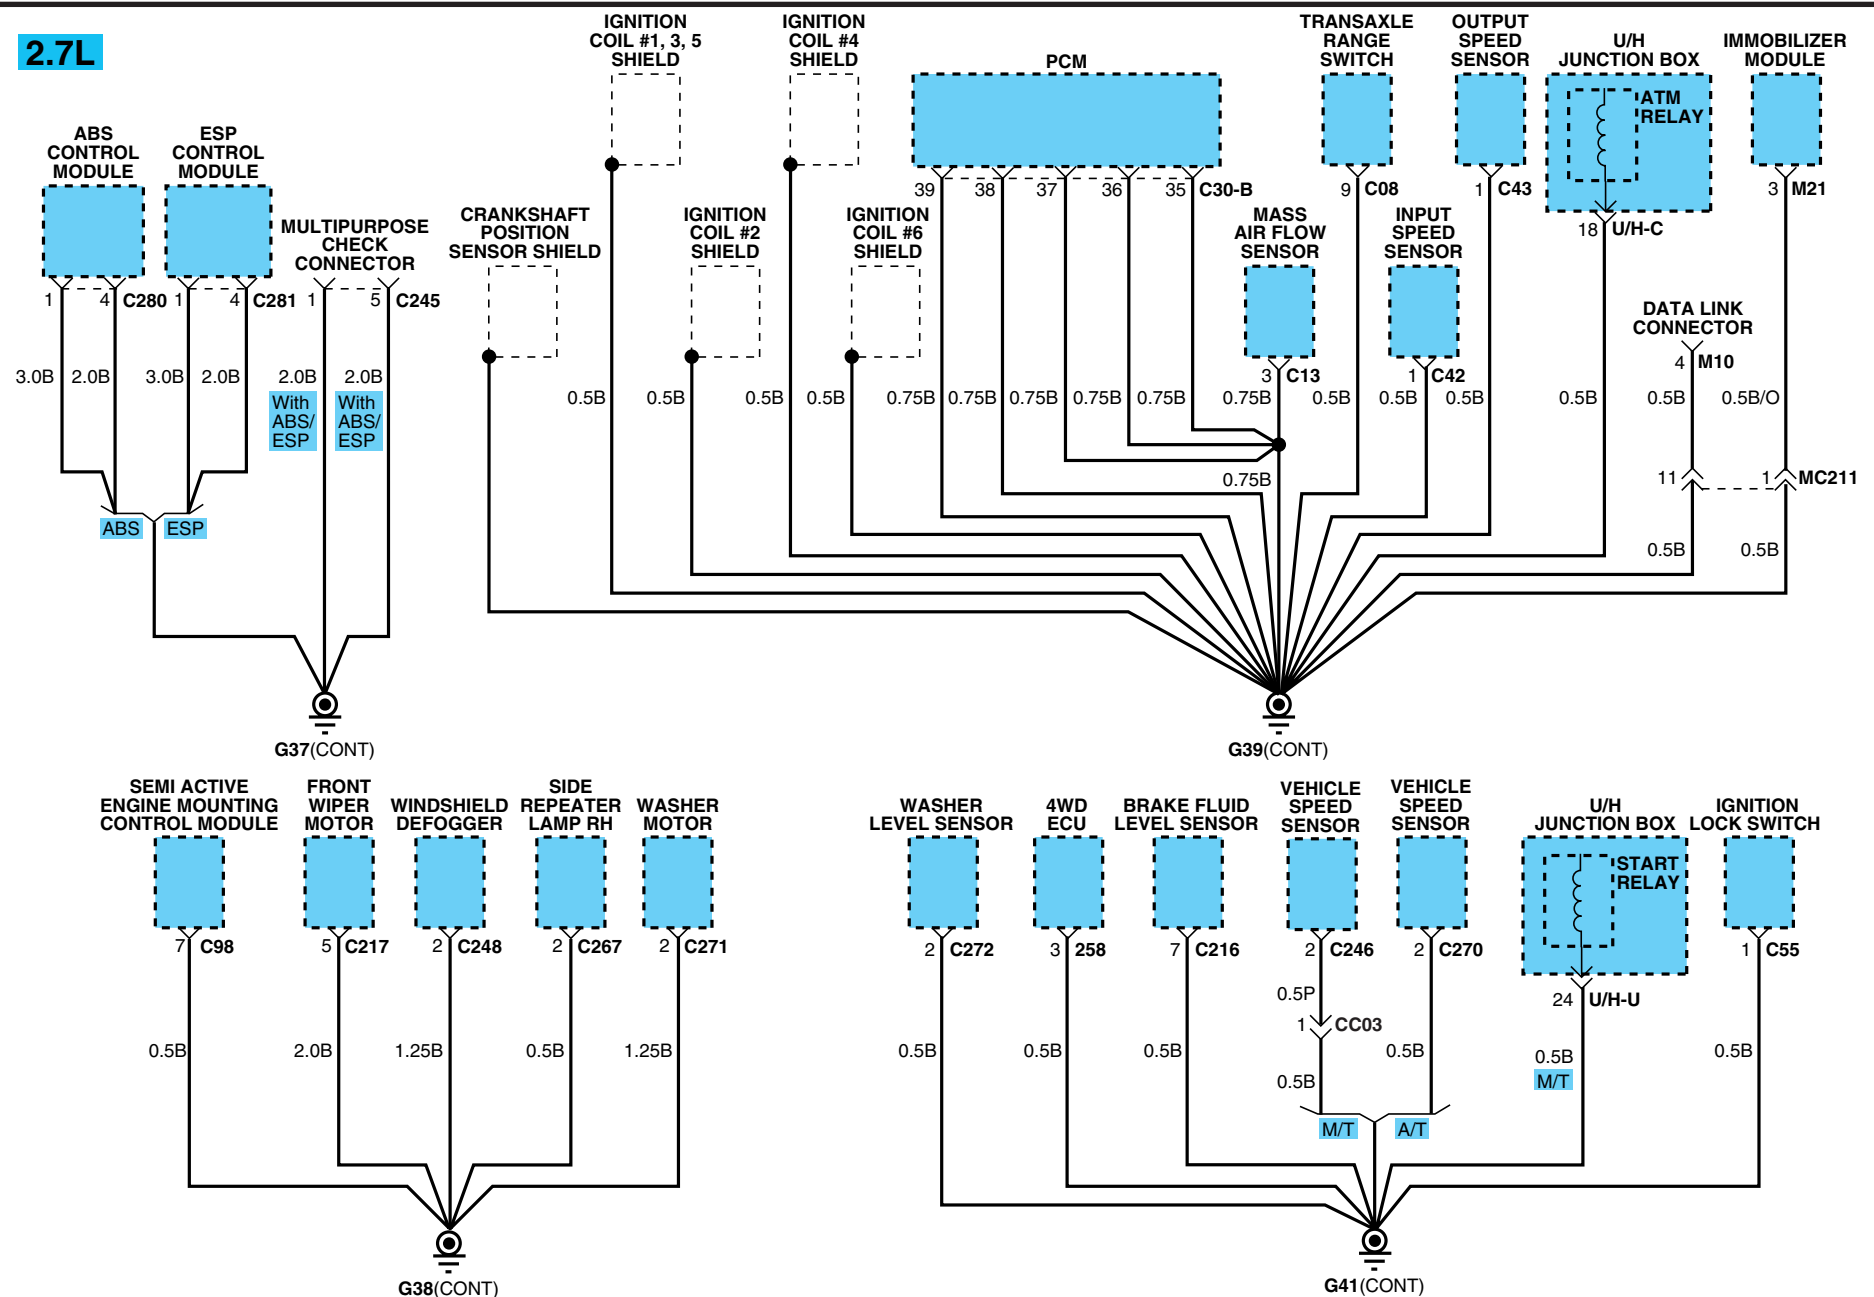 2.7L
ABS
CONTROL
MODULE
ESP
CONTROL
MODULE
MULTIPURPOSE
CHECK
CONNECTOR
1
4 C280
1
4 C281
1
5 C245
3.0B
2.0B
3.0B
2.0B
2.0B
With
ABS/
ESP
2.0B
With
ABS/
ESP
ABS
ESP
G37(CONT)
IGNITION
COIL #1, 3, 5
SHIELD
IGNITION
COIL #4
SHIELD
CRANKSHAFT
POSITION
SENSOR SHIELD
IGNITION
COIL #2
SHIELD
IGNITION
COIL #6
SHIELD
PCM
39
38
37
36
35 C30-B
MASS
AIR FLOW
SENSOR
3 C13
TRANSAXLE
RANGE
SWITCH
9 C08
INPUT
SPEED
SENSOR
1 C42
OUTPUT
SPEED
SENSOR
1 C43
U/H
JUNCTION BOX
ATM
RELAY
18 U/H-C
IMMOBILIZER
MODULE
3 M21
DATA LINK
CONNECTOR
4 M10
0.5B
0.5B
0.5B
0.5B
0.75B
0.75B
0.75B
0.75B
0.75B
0.75B
0.5B
0.5B
0.5B
0.5B
0.5B
0.5B/O
0.75B
11
1 MC211
0.5B
0.5B
G39(CONT)
SEMI ACTIVE
ENGINE MOUNTING
CONTROL MODULE
FRONT
WIPER
MOTOR
WINDSHIELD
DEFOGGER
SIDE
REPEATER
LAMP RH
WASHER
MOTOR
7 C98
5 C217
2 C248
2 C267
2 C271
0.5B
2.0B
1.25B
0.5B
1.25B
G38(CONT)
WASHER
LEVEL SENSOR
4WD
ECU
BRAKE FLUID
LEVEL SENSOR
VEHICLE
SPEED
SENSOR
VEHICLE
SPEED
SENSOR
U/H
JUNCTION BOX
START
RELAY
IGNITION
LOCK SWITCH
2 C272
3 258
7 C216
2 C246
2 C270
24 U/H-U
1 C55
0.5P
1 CC03
0.5B
0.5B
0.5B
0.5B
0.5B
0.5B
M/T
0.5B
M/T
A/T
G41(CONT)